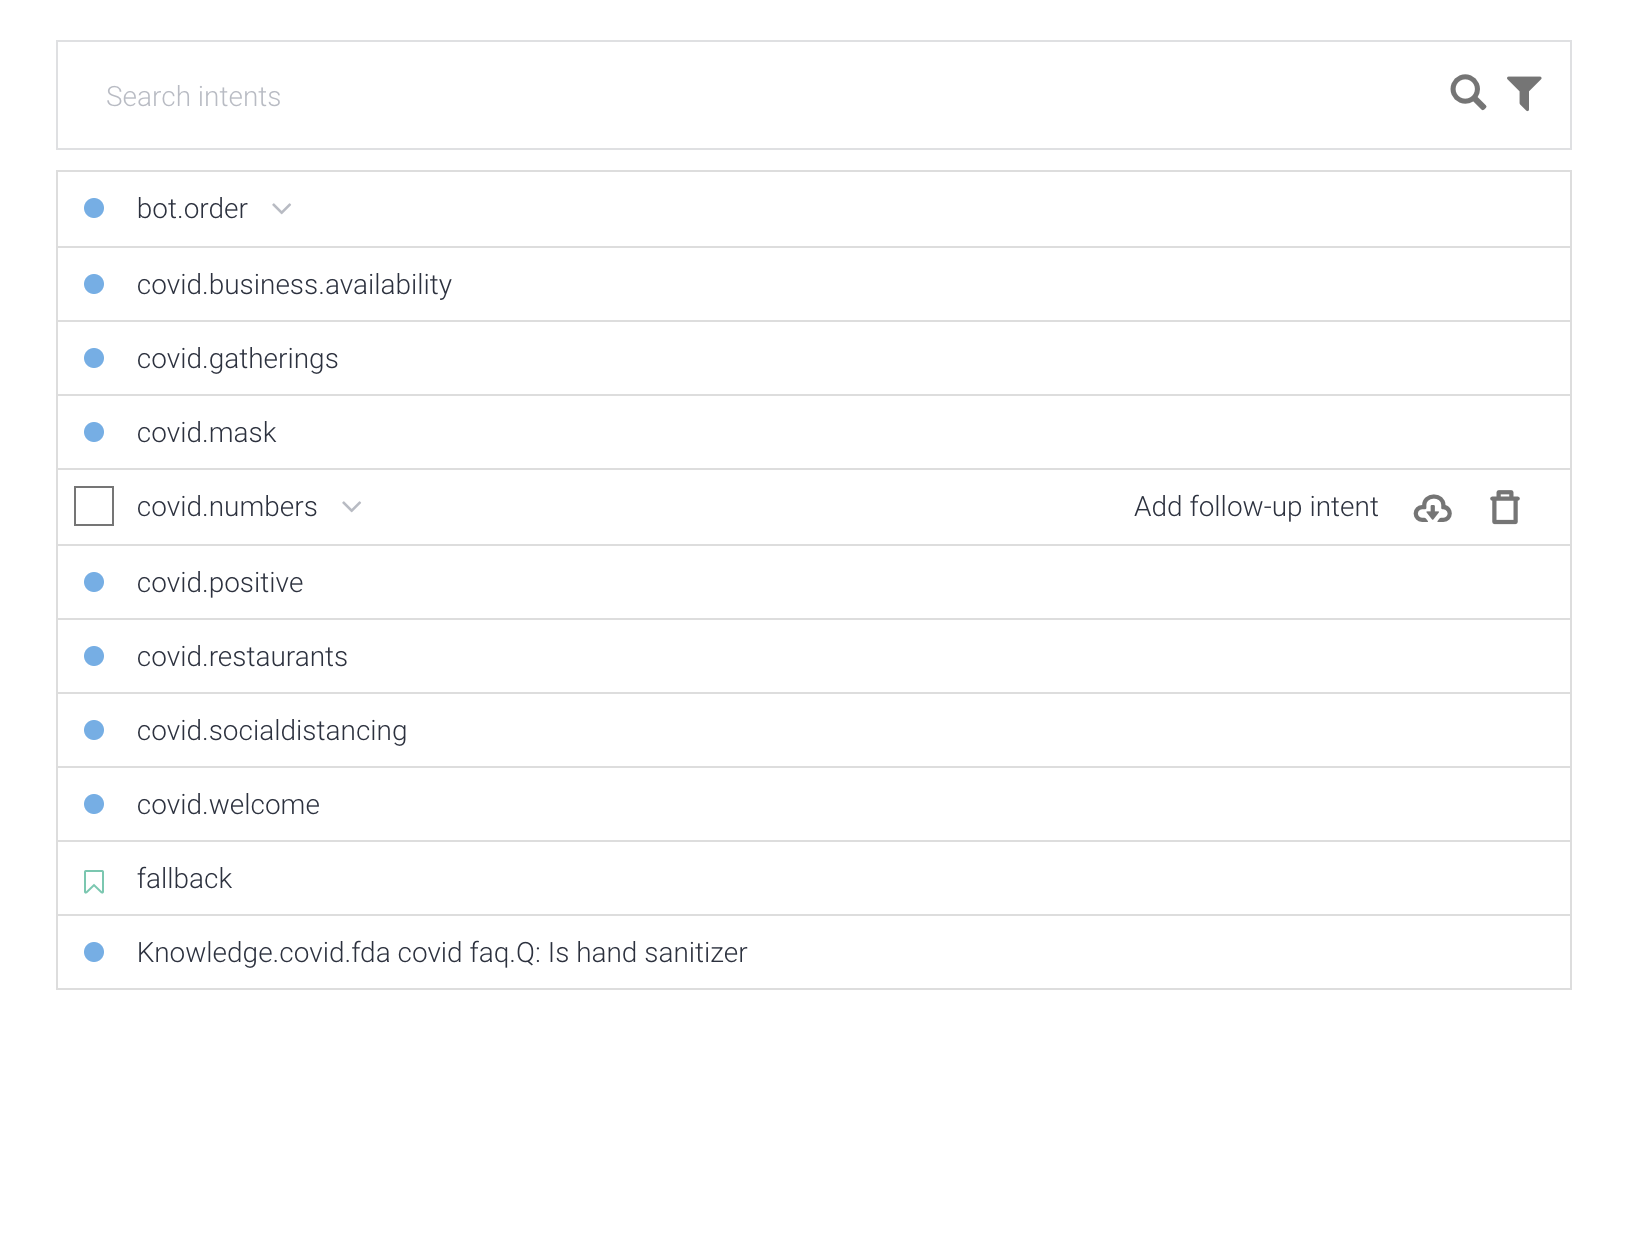 Search intents
bot.order
covid.business.availability
covid.gatherings
covid.mask
covid.numbers Add follow-up intent
covid.positive
covid.restaurants
covid.socialdistancing
covid.welcome
fallback
Knowledge.covid.fda covid faq.Q: Is hand sanitizer